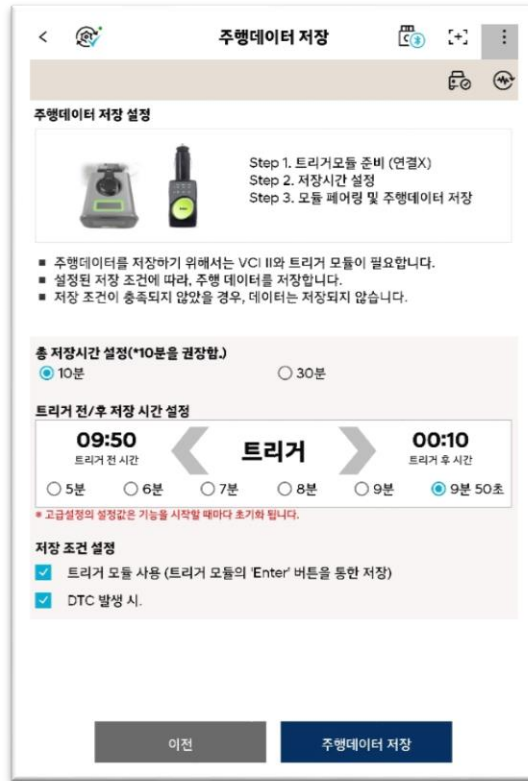 주행데이터 저장
주행데이터 저장 설정
Step 1. 트리거모듈 준비 (연결X)
Step 2. 저장시간 설정
Step 3. 모듈 페어링 및 주행데이터 저장
■ 주행데이터를 저장하기 위해서는 VCI II와 트리거 모듈이 필요합니다.
■ 설정된 저장 조건에 따라, 주행 데이터를 저장합니다.
■ 저장 조건이 충족되지 않았을 경우, 데이터는 저장되지 않습니다.
총 저장시간 설정(*10분을 권장함.)
10분 30분
트리거 전/후 저장 시간 설정
09:50 트리거 00:10
트리거 전 시간 트리거 후 시간
5분 6분 7분 8분 9분 9분 50초
* 고급설정의 설정값은 기능을 시작할 때마다 초기화 됩니다.
저장 조건 설정
트리거 모듈 사용 (트리거 모듈의 'Enter' 버튼을 통한 저장)
DTC 발생 시.
이전 주행데이터 저장